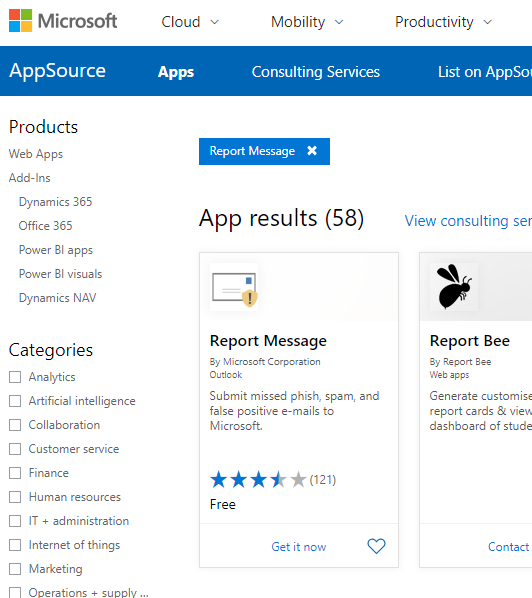 Microsoft
Cloud
Mobility
Productivity
AppSource
Apps
Consulting Services
List on AppSou
Products
Web Apps
Add-Ins
Dynamics 365
Office 365
Power BI apps
Power BI visuals
Dynamics NAV
Categories
Analytics
Artificial intelligence
Collaboration
Customer service
Finance
Human resources
IT + administration
Internet of things
Marketing
Operations + supply ...
Report Message
App results (58)
View consulting ser
Report Message
By Microsoft Corporation
Outlook
Submit missed phish, spam, and
false positive e-mails to
Microsoft.
(121)
Free
Get it now
Report Bee
By Report Bee
Web apps
Generate customise
report cards & view
dashboard of stude
Contact